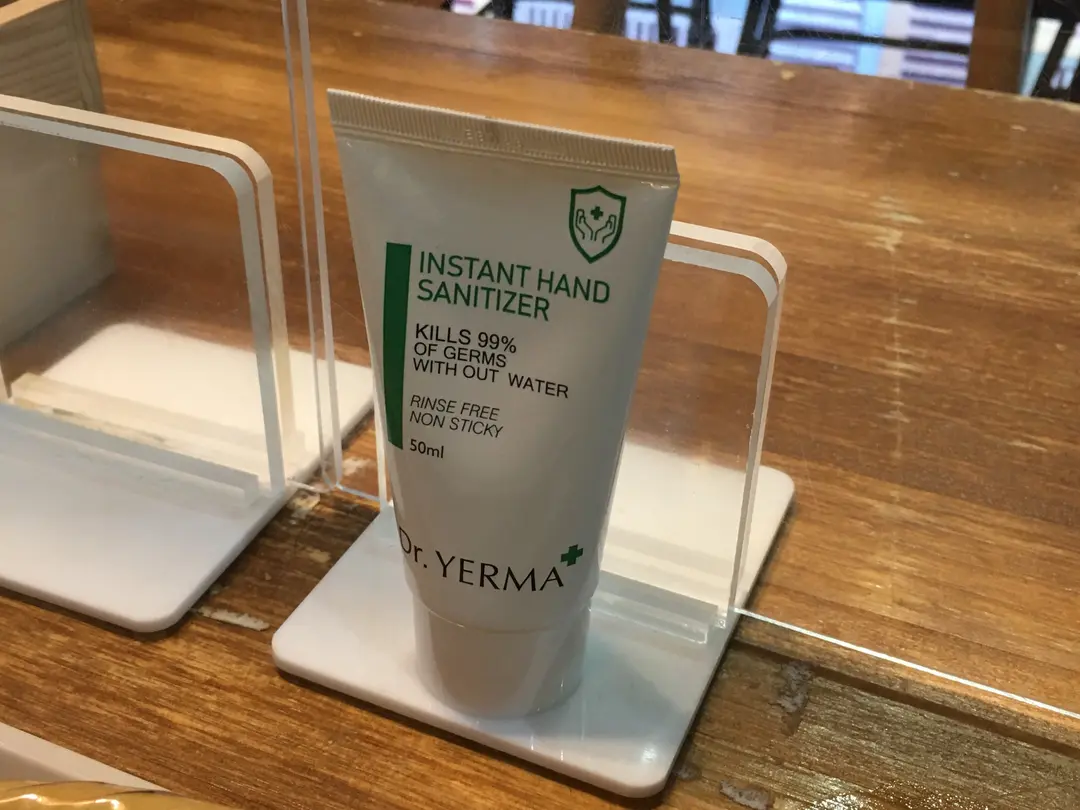 INSTANT HAND
SANITIZER
KILLS 99%
OF GERMS
WITH OUT WATER
RINSE FREE
NON STICKY
50ml
Dr. YERMA